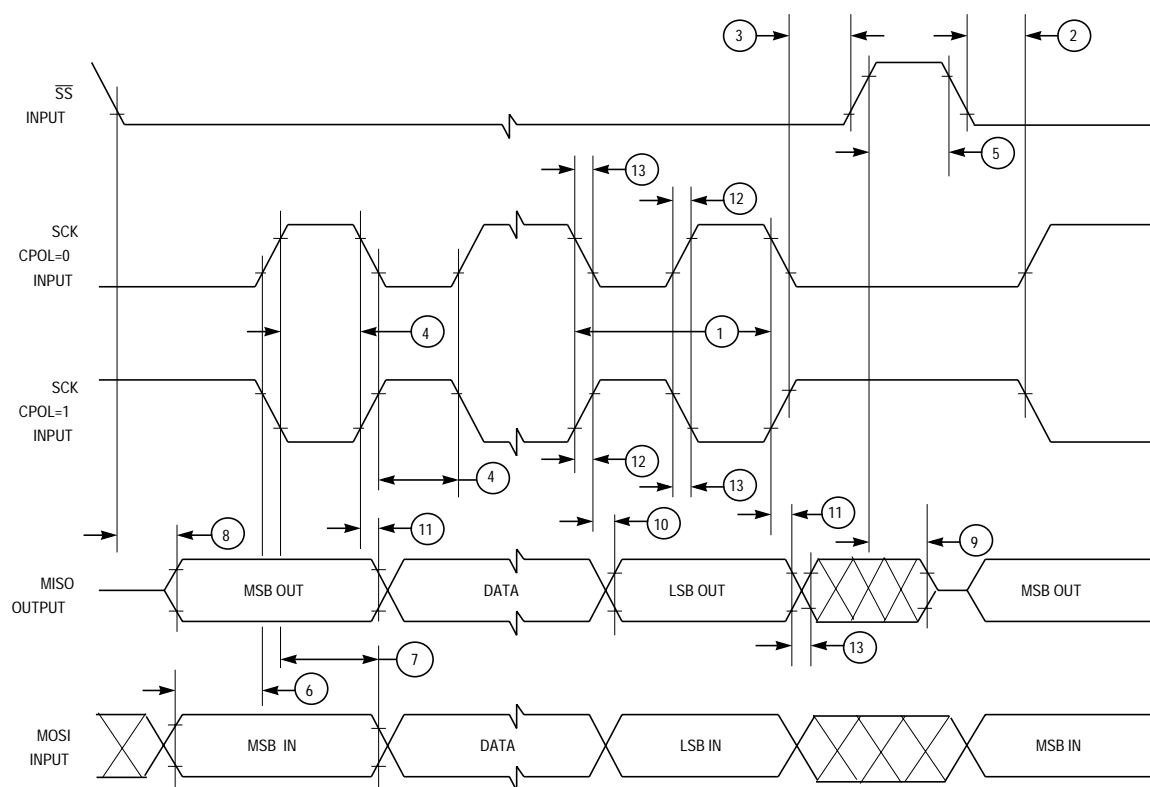 3
2
SS
INPUT
5
13
12
SCK
CPOL=0
INPUT
4
1
SCK
CPOL=1
INPUT
12
4
13
8
11
10
11
9
MISO
OUTPUT
MSB OUT
DATA
LSB OUT
MSB OUT
13
7
6
MOSI
INPUT
MSB IN
DATA
LSB IN
MSB IN